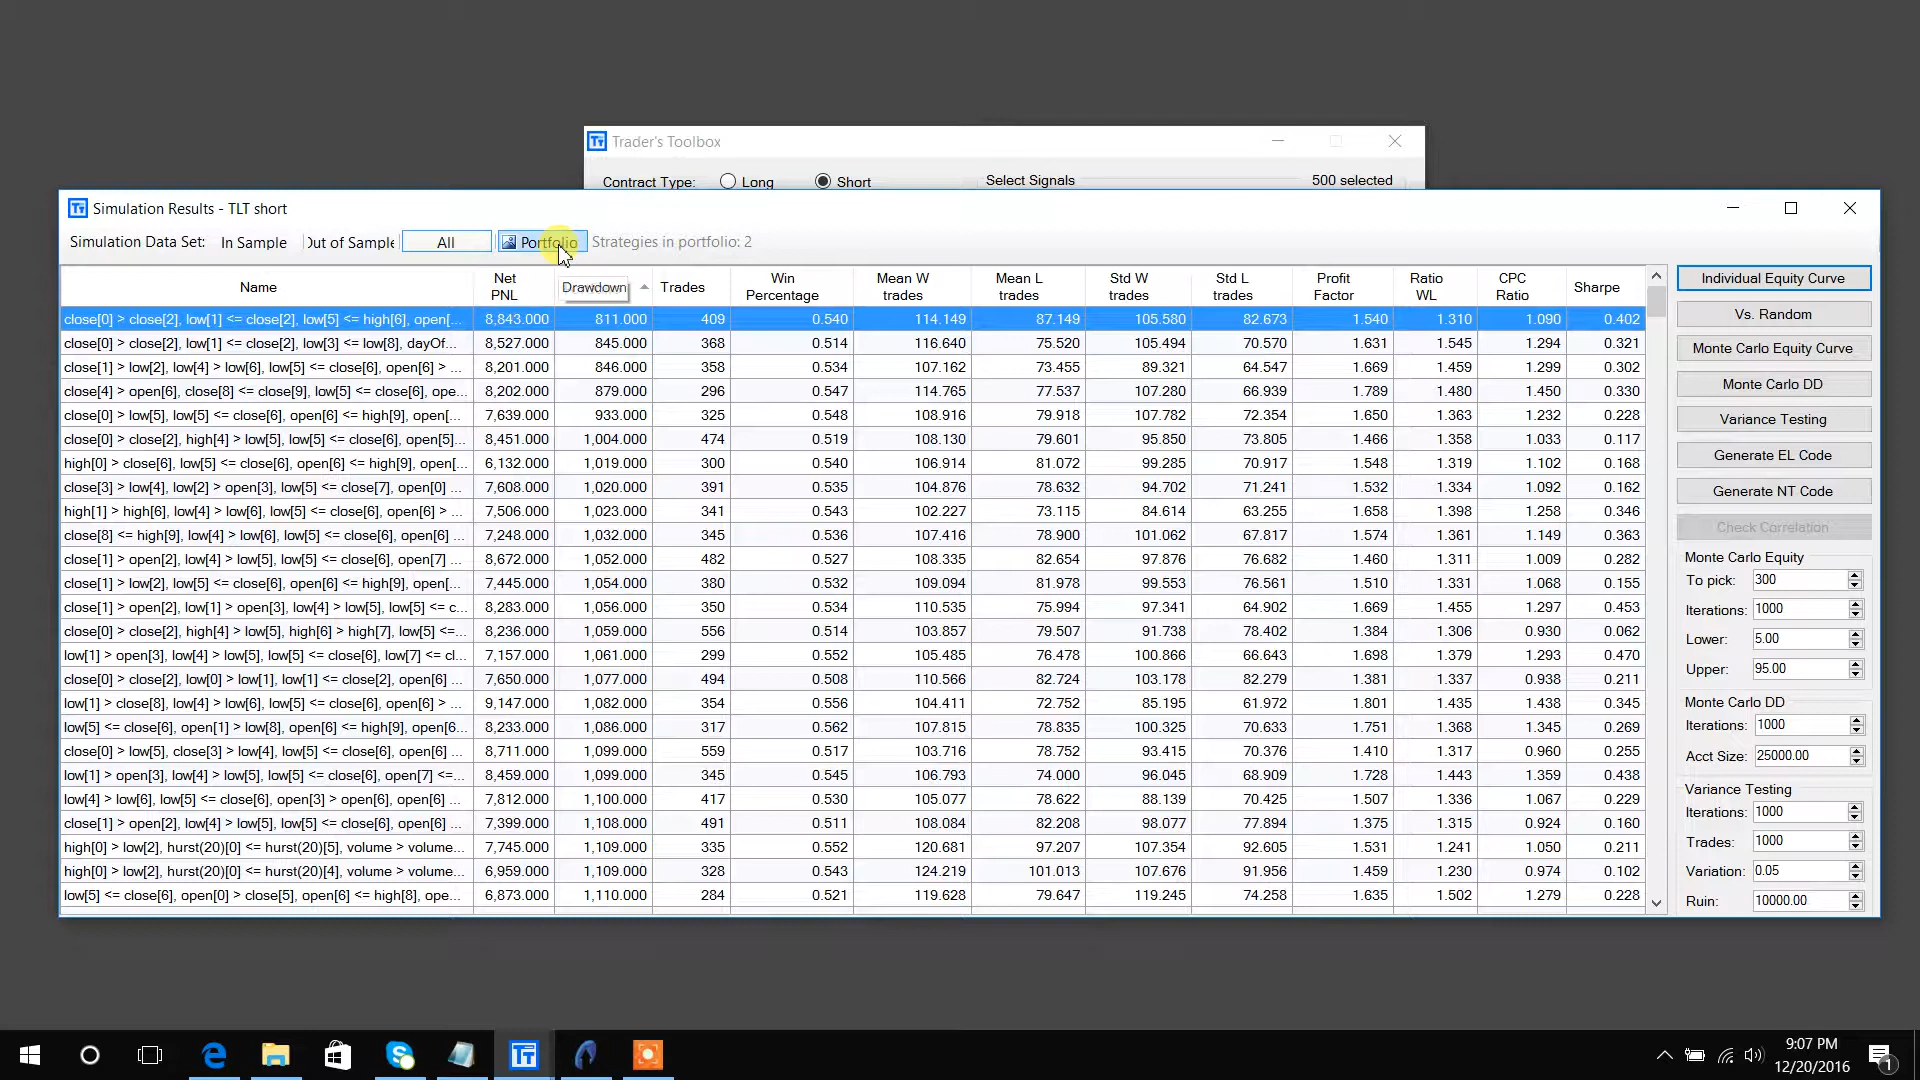 Trader's Toolbox
Contract Type: Long Short Select Signals 500 selected
Simulation Results - TLT short
Simulation Data Set: In Sample Out of Sample All Portfolio Strategies in portfolio: 2
Name Net PNL Drawdown Trades Win Percentage Mean W trades Mean L trades Std W trades Std L trades Profit Factor Ratio WL CPC Ratio Sharpe
close[0] > close[2], low[1] <= close[2], low[5] <= high[6], open[... 8,843.000 811.000 409 0.540 114.149 87.149 105.580 82.673 1.540 1.310 1.090 0.402
close[0] > close[2], low[1] <= close[2], low[3] <= low[8], dayOf... 8,527.000 845.000 368 0.514 116.640 75.520 105.494 70.570 1.631 1.545 1.294 0.321
close[1] > low[2], low[4] > low[6], low[5] <= close[6], open[6] > ... 8,201.000 846.000 358 0.534 107.162 73.455 89.321 64.547 1.669 1.459 1.299 0.302
close[4] > open[6], close[8] <= close[9], low[5] <= close[6], ope... 8,202.000 879.000 296 0.547 114.765 77.537 107.280 66.939 1.789 1.480 1.450 0.330
close[0] > low[5], low[5] <= close[6], open[6] <= high[9], open[... 7,639.000 933.000 325 0.548 108.916 79.918 107.782 72.354 1.650 1.363 1.232 0.228
close[0] > close[2], high[4] > low[5], low[5] <= close[6], open[5]... 8,451.000 1,004.000 474 0.519 108.130 79.601 95.850 73.805 1.466 1.358 1.033 0.117
high[0] > close[6], low[5] <= close[6], open[6] <= high[9], open[... 6,132.000 1,019.000 300 0.540 106.914 81.072 99.285 70.917 1.548 1.319 1.102 0.168
close[3] > low[4], low[2] > open[3], low[5] <= close[7], open[0] ... 7,608.000 1,020.000 391 0.535 104.876 78.632 94.702 71.241 1.532 1.334 1.092 0.162
high[1] > high[6], low[4] > low[6], low[5] <= close[6], open[6] > ... 7,506.000 1,023.000 341 0.543 102.227 73.115 84.614 63.255 1.658 1.398 1.258 0.346
close[8] <= high[9], low[4] > low[6], low[5] <= close[6], open[6] ... 7,248.000 1,032.000 345 0.536 107.416 78.900 101.062 67.817 1.574 1.361 1.149 0.363
close[1] > open[2], low[4] > low[5], low[5] <= close[6], open[7] ... 8,672.000 1,052.000 482 0.527 108.335 82.654 97.876 76.682 1.460 1.311 1.009 0.282
close[1] > low[2], low[5] <= close[6], open[6] <= high[9], open[... 7,445.000 1,054.000 380 0.532 109.094 81.978 99.553 76.561 1.510 1.331 1.068 0.155
close[1] > open[2], low[1] > open[3], low[4] > low[5], low[5] <= c... 8,283.000 1,056.000 350 0.534 110.535 75.994 97.341 64.902 1.669 1.455 1.297 0.453
close[0] > close[2], high[4] > low[5], high[6] > high[7], low[5] <=... 8,236.000 1,059.000 556 0.514 103.857 79.507 91.738 78.402 1.384 1.306 0.930 0.062
low[1] > open[3], low[4] > low[5], low[5] <= close[6], low[7] <= cl... 7,157.000 1,061.000 299 0.552 105.485 76.478 100.866 66.643 1.698 1.379 1.293 0.470
close[0] > close[2], low[0] > low[1], low[1] <= close[2], open[6] ... 7,650.000 1,077.000 494 0.508 110.566 82.724 103.178 82.279 1.381 1.337 0.938 0.211
low[1] > close[8], low[4] > low[6], low[5] <= close[6], open[6] > ... 9,147.000 1,082.000 354 0.556 104.411 72.752 85.195 61.972 1.801 1.435 1.438 0.345
low[5] <= close[6], open[1] > low[8], open[6] <= high[9], open[6... 8,233.000 1,086.000 317 0.562 107.815 78.835 100.325 70.633 1.751 1.368 1.345 0.269
close[0] > low[5], close[3] > low[4], low[5] <= close[6], open[6] ... 8,711.000 1,099.000 559 0.517 103.716 78.752 93.415 70.376 1.410 1.317 0.960 0.255
low[1] > open[3], low[4] > low[5], low[5] <= close[6], open[7] <=... 8,459.000 1,099.000 345 0.545 106.793 74.000 96.045 68.909 1.728 1.443 1.359 0.438
low[4] > low[6], low[5] <= close[6], open[3] > open[6], open[6] ... 7,812.000 1,100.000 417 0.530 105.077 78.622 88.139 70.425 1.507 1.336 1.067 0.229
close[1] > open[2], low[4] > low[5], low[5] <= close[6], open[6] ... 7,399.000 1,108.000 491 0.511 108.084 82.208 98.077 77.894 1.375 1.315 0.924 0.160
high[0] > low[2], hurst(20)[0] <= hurst(20)[5], volume > volume... 7,745.000 1,109.000 335 0.552 120.681 97.207 107.354 92.605 1.531 1.241 1.050 0.211
high[0] > low[2], hurst(20)[0] <= hurst(20)[4], volume > volume... 6,959.000 1,109.000 328 0.543 124.219 101.013 107.676 91.956 1.459 1.230 0.974 0.102
low[5] <= close[6], open[0] > close[5], open[6] <= high[8], ope... 6,873.000 1,110.000 284 0.521 119.628 79.647 119.245 74.258 1.635 1.502 1.279 0.228
Individual Equity Curve
Vs. Random
Monte Carlo Equity Curve
Monte Carlo DD
Variance Testing
Generate EL Code
Generate NT Code
Check Correlation
Monte Carlo Equity
To pick: 300
Iterations: 1000
Lower: 5.00
Upper: 95.00
Monte Carlo DD
Iterations: 1000
Acct Size: 25000.00
Variance Testing
Iterations: 1000
Trades: 1000
Variation: 0.05
Ruin: 10000.00
9:07 PM
12/20/2016
1